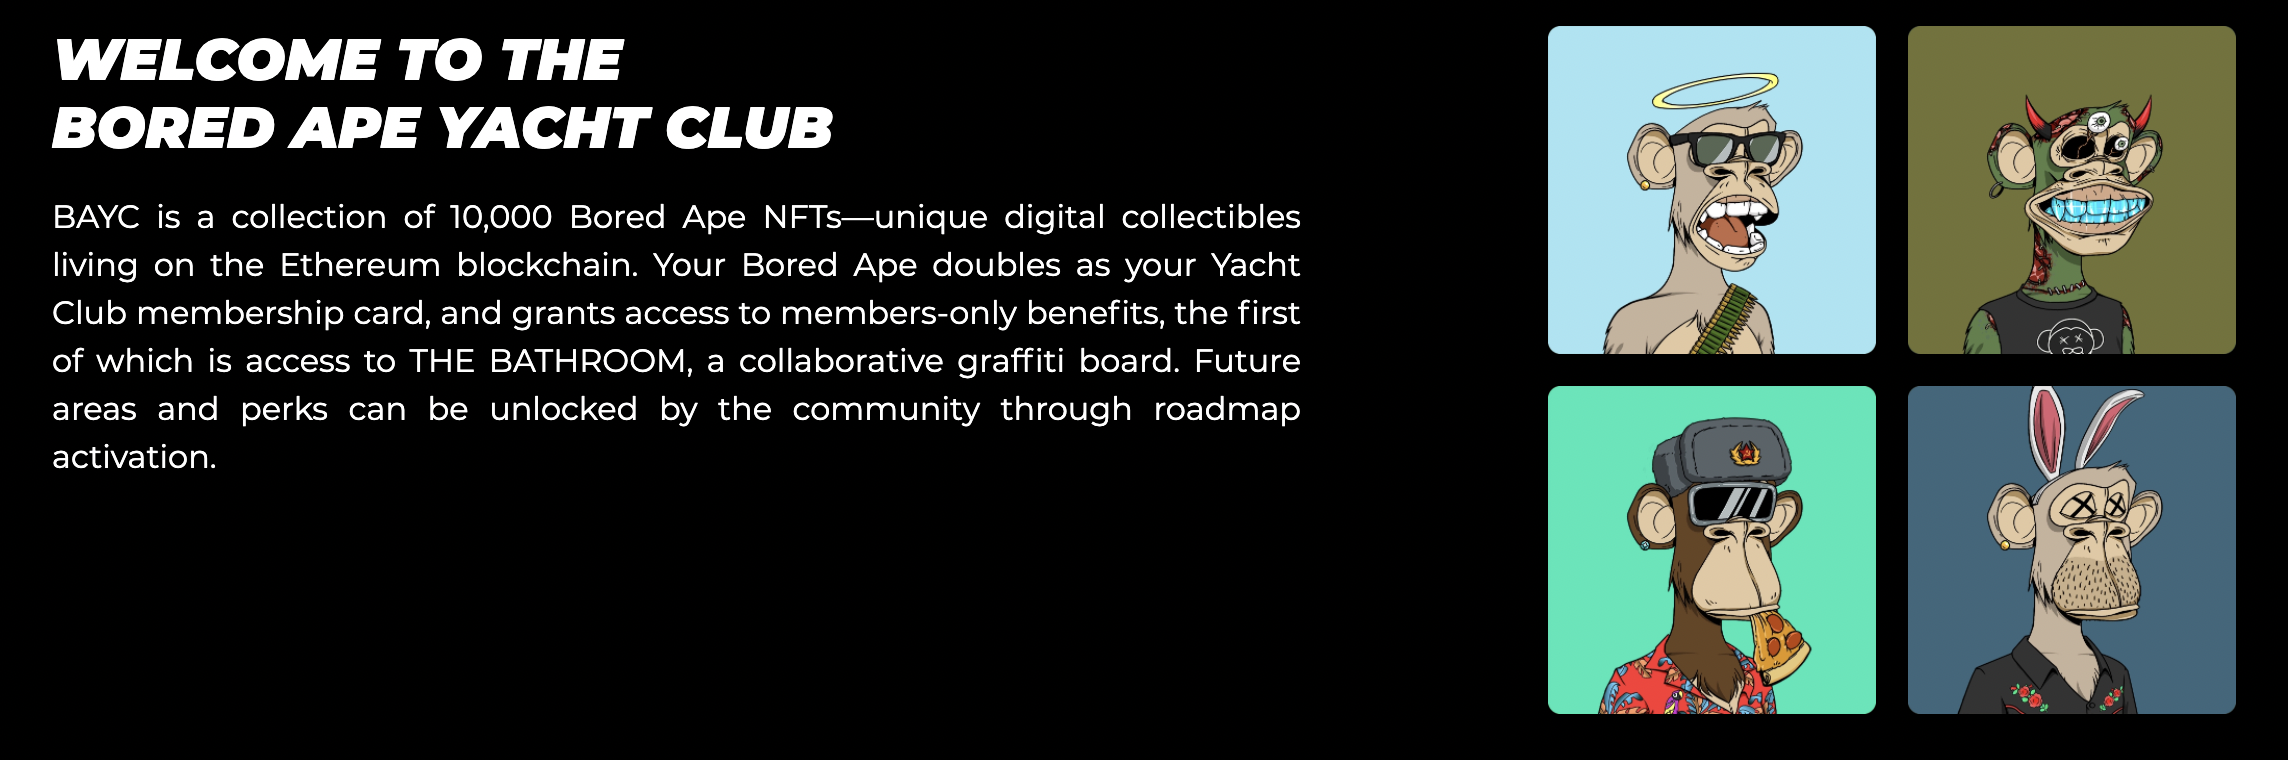 WELCOME TO THE
BORED APE YACHT CLUB
BAYC is a collection of 10,000 Bored Ape NFTs—unique digital collectibles
living on the Ethereum blockchain. Your Bored Ape doubles as your Yacht
Club membership card, and grants access to members-only benefits, the first
of which is access to THE BATHROOM, a collaborative graffiti board. Future
areas and perks can be unlocked by the community through roadmap
activation.